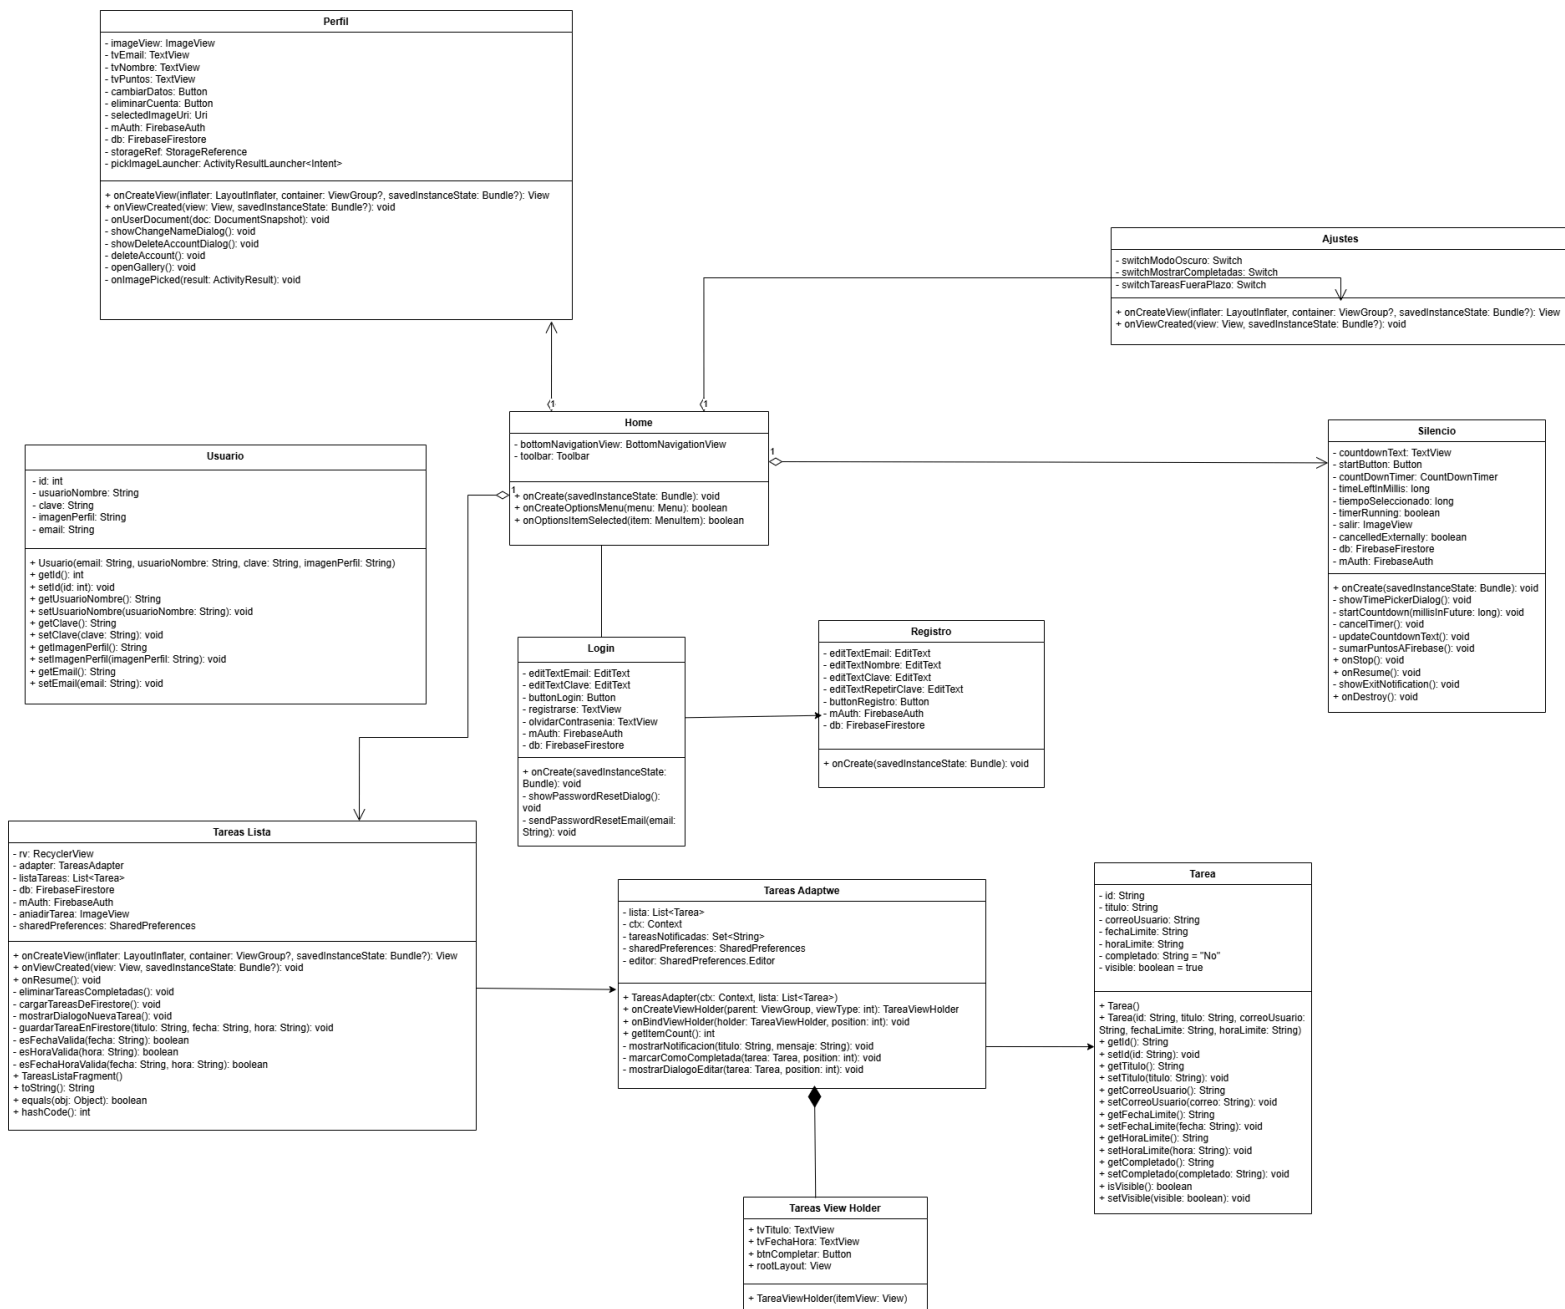 Perfil
- imageView: ImageView
- tvEmail: TextView
- tvNombre: TextView
- tvPuntos: TextView
- cambiarDatos: Button
- eliminarCuenta: Button
- selectedImageUri: Uri
- mAuth: FirebaseAuth
- db: FirebaseFirestore
- storageRef: StorageReference
- pickImageLauncher: ActivityResultLauncher<Intent>
+ onCreateView(inflater: LayoutInflater, container: ViewGroup?, savedInstanceState: Bundle?): View
+ onViewCreated(view: View, savedInstanceState: Bundle?): void
- onUserDocument(doc: DocumentSnapshot): void
- showChangeNameDialog(): void
- showDeleteAccountDialog(): void
- deleteAccount(): void
- openGallery(): void
- onImagePicked(result: ActivityResult): void
Ajustes
- switchModoOscuro: Switch
- switchMostrarCompletadas: Switch
- switchTareasFueraPlazo: Switch
+ onCreateView(inflater: LayoutInflater, container: ViewGroup?, savedInstanceState: Bundle?): View
+ onViewCreated(view: View, savedInstanceState: Bundle?): void
1
1
Home
- bottomNavigationView: BottomNavigationView
- toolbar: Toolbar
+ onCreate(savedInstanceState: Bundle): void
+ onCreateOptionsMenu(menu: Menu): boolean
+ onOptionsItemSelected(item: MenuItem): boolean
1
1
Silencio
- countdownText: TextView
- startButton: Button
- countDownTimer: CountDownTimer
- timeLeftInMillis: long
- tiempoSeleccionado: long
- timerRunning: boolean
- salir: ImageView
- cancelledExternally: boolean
- db: FirebaseFirestore
- mAuth: FirebaseAuth
+ onCreate(savedInstanceState: Bundle): void
- showTimePickerDialog(): void
- startCountdown(millisInFuture: long): void
- cancelTimer(): void
- updateCountdownText(): void
- sumarPuntosAFirebase(): void
+ onStop(): void
+ onResume(): void
- showExitNotification(): void
+ onDestroy(): void
Usuario
- id: int
- usuarioNombre: String
- clave: String
- imagenPerfil: String
- email: String
+ Usuario(email: String, usuarioNombre: String, clave: String, imagenPerfil: String)
+ getId(): int
+ setId(id: int): void
+ getUsuarioNombre(): String
+ setUsuarioNombre(usuarioNombre: String): void
+ getClave(): String
+ setClave(clave: String): void
+ getImagenPerfil(): String
+ setImagenPerfil(imagenPerfil: String): void
+ getEmail(): String
+ setEmail(email: String): void
Login
- editTextEmail: EditText
- editTextClave: EditText
- buttonLogin: Button
- registrarse: TextView
- olvidarContrasenia: TextView
- mAuth: FirebaseAuth
- db: FirebaseFirestore
+ onCreate(savedInstanceState:
Bundle): void
- showPasswordResetDialog():
void
- sendPasswordResetEmail(email:
String): void
Registro
- editTextEmail: EditText
- editTextNombre: EditText
- editTextClave: EditText
- editTextRepetirClave: EditText
- buttonRegistro: Button
- mAuth: FirebaseAuth
- db: FirebaseFirestore
+ onCreate(savedInstanceState: Bundle): void
Tareas Lista
- rv: RecyclerView
- adapter: TareasAdapter
- listaTareas: List<Tarea>
- db: FirebaseFirestore
- mAuth: FirebaseAuth
- aniadirTarea: ImageView
- sharedPreferences: SharedPreferences
+ onCreateView(inflater: LayoutInflater, container: ViewGroup?, savedInstanceState: Bundle?): View
+ onViewCreated(view: View, savedInstanceState: Bundle?): void
+ onResume(): void
- eliminarTareasCompletadas(): void
- cargarTareasDeFirestore(): void
- mostrarDialogoNuevaTarea(): void
- guardarTareaEnFirestore(titulo: String, fecha: String, hora: String): void
- esFechaValida(fecha: String): boolean
- esHoraValida(hora: String): boolean
- esFechaHoraValida(fecha: String, hora: String): boolean
+ TareasListaFragment()
+ toString(): String
+ equals(obj: Object): boolean
+ hashCode(): int
Tareas Adaptwe
- lista: List<Tarea>
- ctx: Context
- tareasNotificadas: Set<String>
- sharedPreferences: SharedPreferences
- editor: SharedPreferences.Editor
+ TareasAdapter(ctx: Context, lista: List<Tarea>)
+ onCreateViewHolder(parent: ViewGroup, viewType: int): TareaViewHolder
+ onBindViewHolder(holder: TareaViewHolder, position: int): void
+ getItemCount(): int
- mostrarNotificacion(titulo: String, mensaje: String): void
- marcarComoCompletada(tarea: Tarea, position: int): void
- mostrarDialogoEditar(tarea: Tarea, position: int): void
Tarea
- id: String
- titulo: String
- correoUsuario: String
- fechaLimite: String
- horaLimite: String
- completado: String = "No"
- visible: boolean = true
+ Tarea()
+ Tarea(id: String, titulo: String, correoUsuario:
String, fechaLimite: String, horaLimite: String)
+ getId(): String
+ setId(id: String): void
+ getTitulo(): String
+ setTitulo(titulo: String): void
+ getCorreoUsuario(): String
+ setCorreoUsuario(correo: String): void
+ getFechaLimite(): String
+ setFechaLimite(fecha: String): void
+ getHoraLimite(): String
+ setHoraLimite(hora: String): void
+ getCompletado(): String
+ setCompletado(completado: String): void
+ isVisible(): boolean
+ setVisible(visible: boolean): void
Tareas View Holder
+ tvTitulo: TextView
+ tvFechaHora: TextView
+ btnCompletar: Button
+ rootLayout: View
+ TareaViewHolder(itemView: View)